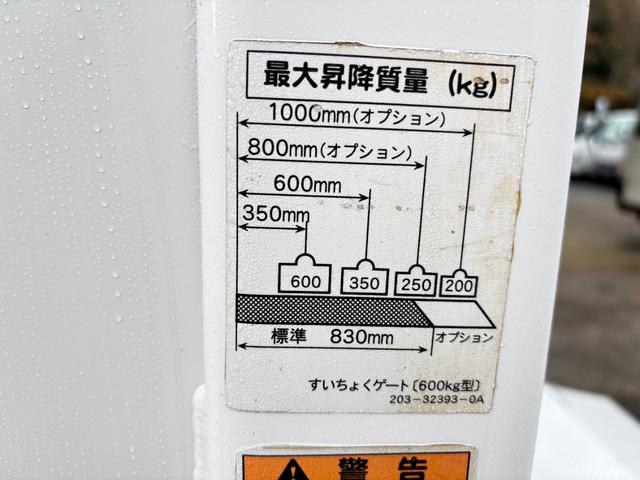 最大昇降質量 (kg)
1000mm(オプション)
800mm(オプション)
600mm
350mm
600 350 250 200
標準 830mm オプション
すいちょくゲート〔600kg型〕
203-32393-0A
警告